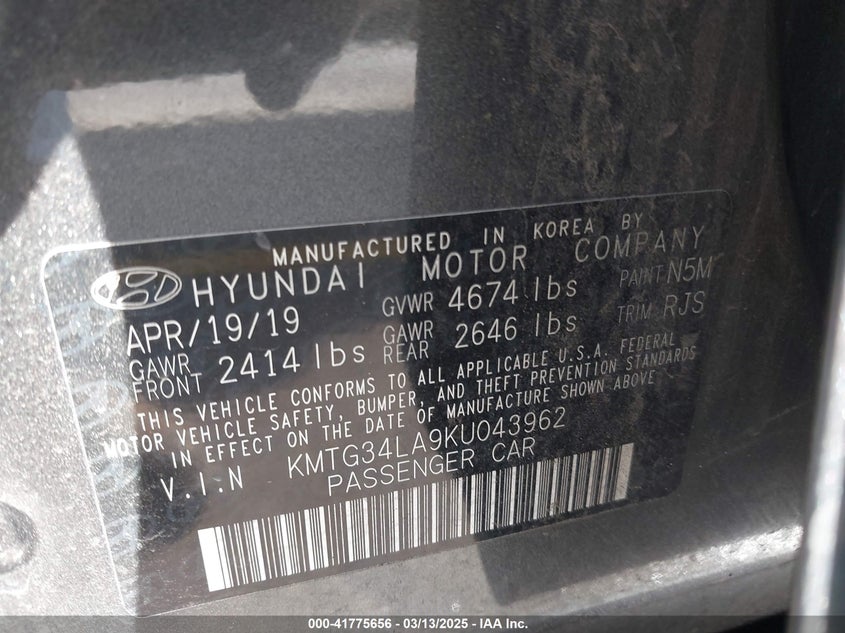 MANUFACTURED IN KOREA BY
HYUNDAI MOTOR COMPANY
APR/19/19 GVWR 4674 lbs PAINT N5M
GAWR FRONT 2414 lbs GAWR REAR 2646 lbs TRIM RJS
THIS VEHICLE CONFORMS TO ALL APPLICABLE U.S.A. FEDERAL
MOTOR VEHICLE SAFETY, BUMPER, AND THEFT PREVENTION STANDARDS
IN EFFECT ON THE DATE OF MANUFACTURE SHOWN ABOVE
V.I.N KMTG34LA9KU043962
PASSENGER CAR
000-41775656 - 03/13/2025 - IAA Inc.